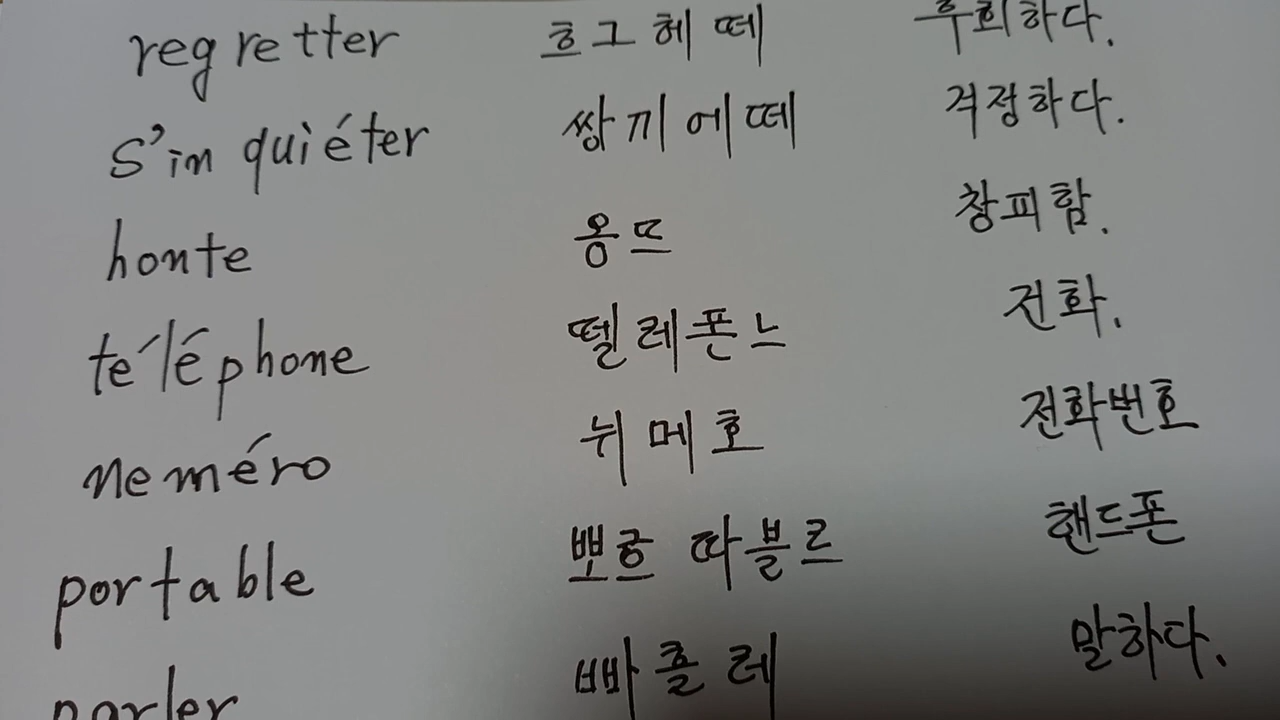 regretter 흐그헤떼 후회하다.
s'inquiéter 쌍끼에떼 걱정하다.
honte 옹뜨 창피함.
téléphone 뗄레폰느 전화.
neméro 뉘메호 전화번호
portable 뽀흐따블르 핸드폰
parler 빠흘레 말하다.